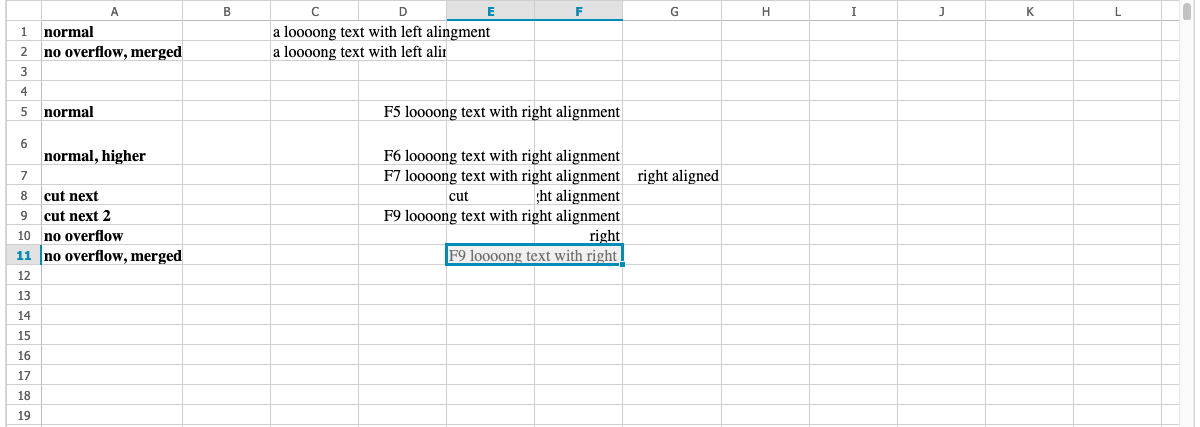 A B C D E F G H I J K L
1 normal a loooong text with left alingment
2 no overflow, merged a loooong text with left alin
3
4
5 normal F5 loooong text with right alignment
6 normal, higher F6 loooong text with right alignment
7 F7 loooong text with right alignment right aligned
8 cut next cut ght alignment
9 cut next 2 F9 loooong text with right alignment
10 no overflow right
11 no overflow, merged F9 loooong text with right
12
13
14
15
16
17
18
19